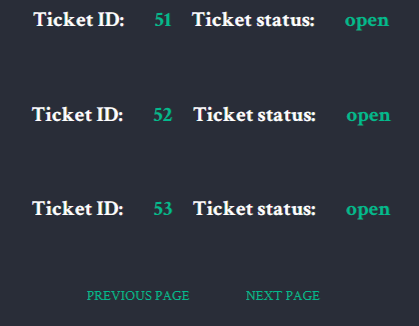 Ticket ID: 51 Ticket status: open
Ticket ID: 52 Ticket status: open
Ticket ID: 53 Ticket status: open
PREVIOUS PAGE NEXT PAGE